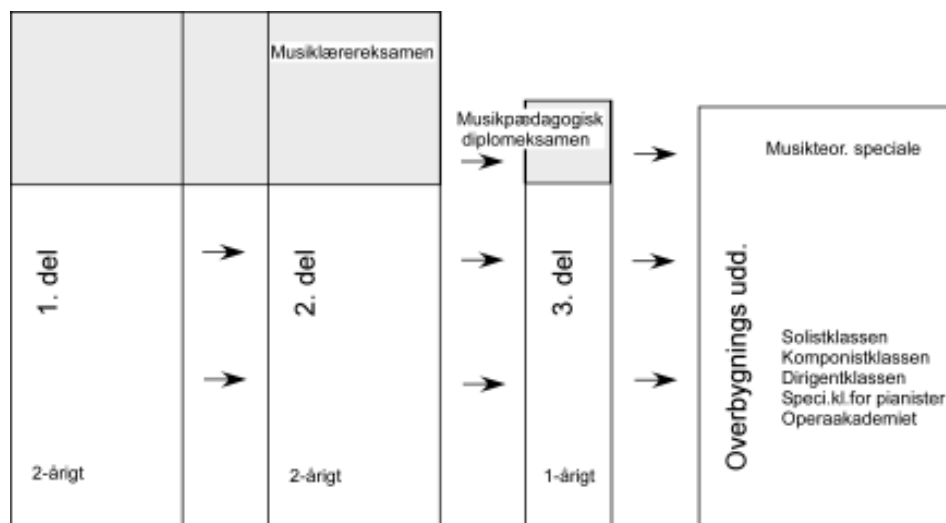 Musiklærereksamen
Musikpædagogisk
diplomeksamen
Musikteor. speciale
1. del
2. del
3. del
Overbygnings udd.
Solistklassen
Komponistklassen
Dirigentklassen
Speci.kl.for pianister
Operaakademiet
2-årigt
2-årigt
1-årigt